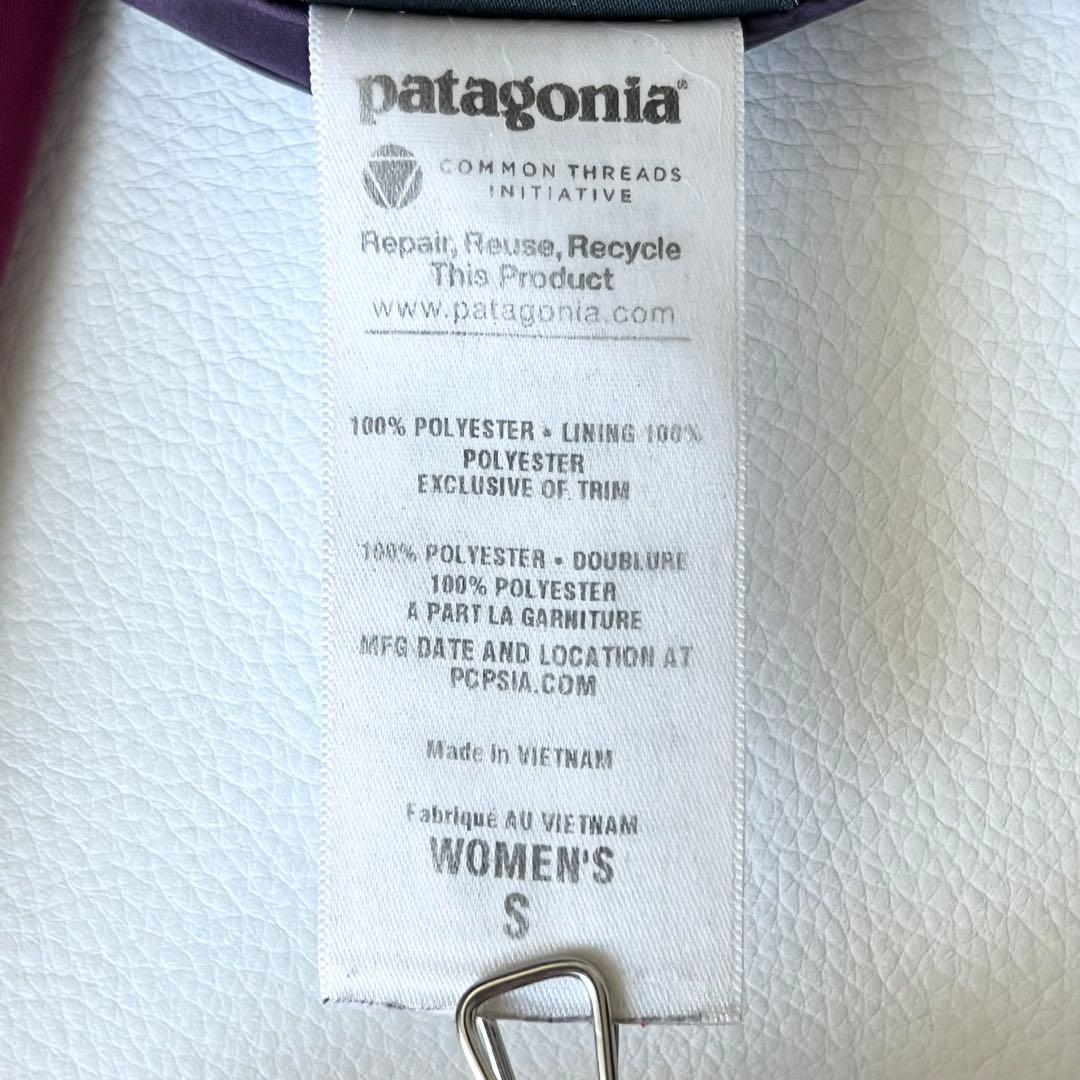 patagonia®
COMMON THREADS
INITIATIVE
Repair, Reuse, Recycle
This Product
www.patagonia.com
100% POLYESTER • LINING 100%
POLYESTER
EXCLUSIVE OF TRIM
100% POLYESTER • DOUBLURE
100% POLYESTER
A PART LA GARNITURE
MFG DATE AND LOCATION AT
PCPSIA.COM
Made in VIETNAM
Fabriqué AU VIETNAM
WOMEN'S
S